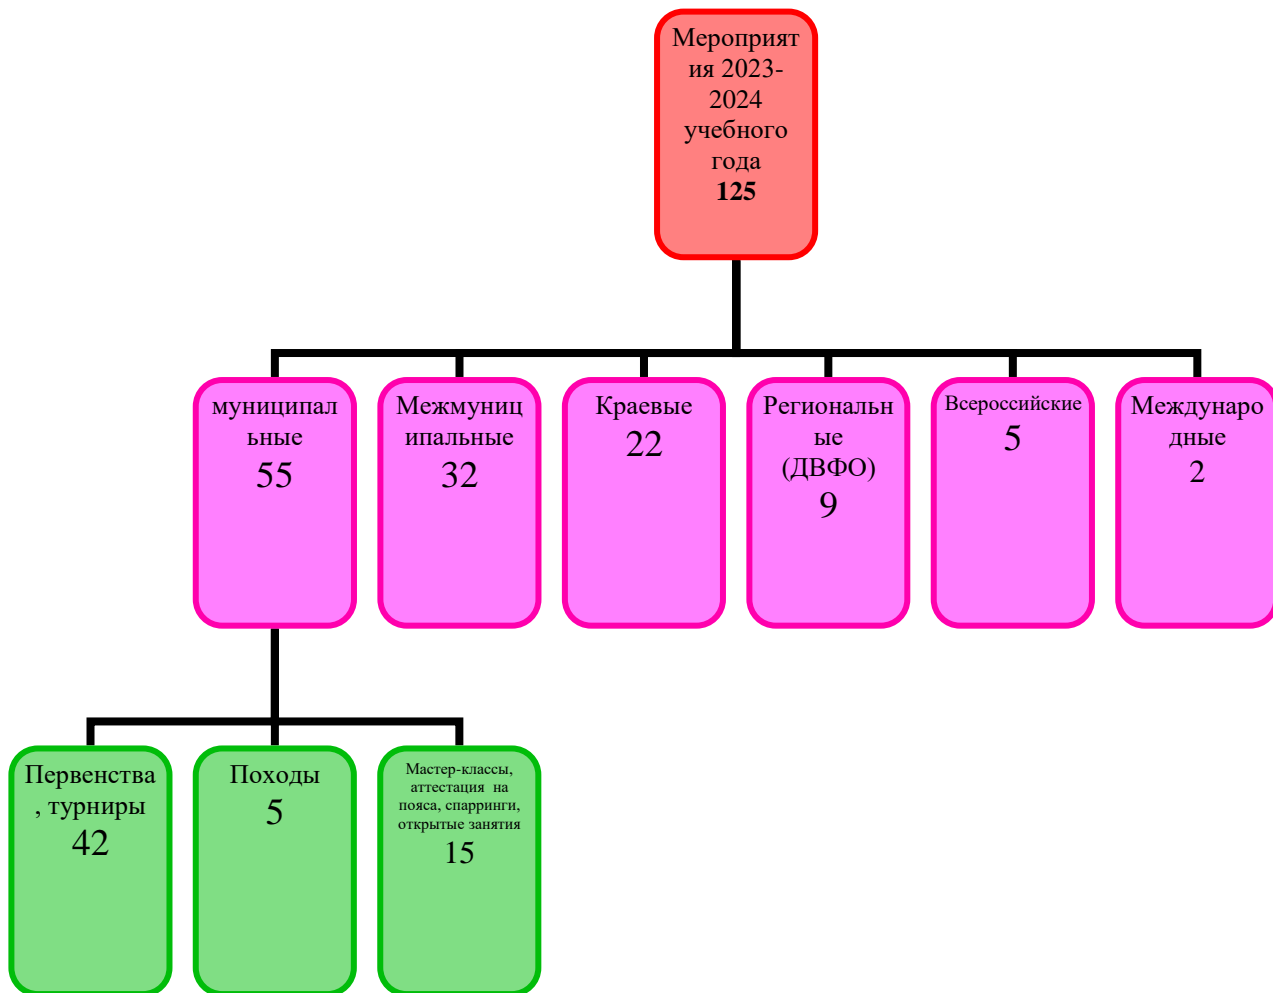 Мероприят
ия 2023-
2024
учебного
года
125
муниципал
ьные
55
Межмуниц
ипальные
32
Краевые
22
Региональн
ые
(ДВФО)
9
Всероссийские
5
Междунаро
дные
2
Первенства
, турниры
42
Походы
5
Мастер-классы,
аттестация на
пояса, спарринги,
открытые занятия
15